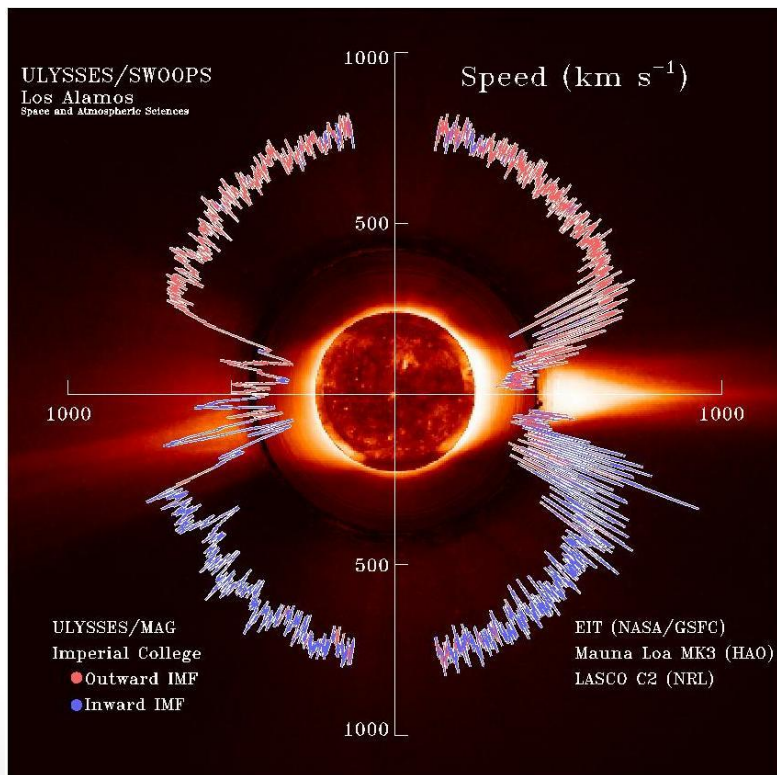 ULYSSES/SWOOPS
Los Alamos
Space and Atmospheric Sciences
Speed (km s⁻¹)
1000
500
1000
1000
500
1000
ULYSSES/MAG
Imperial College
Outward IMF
Inward IMF
EIT (NASA/GSFC)
Mauna Loa MK3 (HAO)
LASCO C2 (NRL)